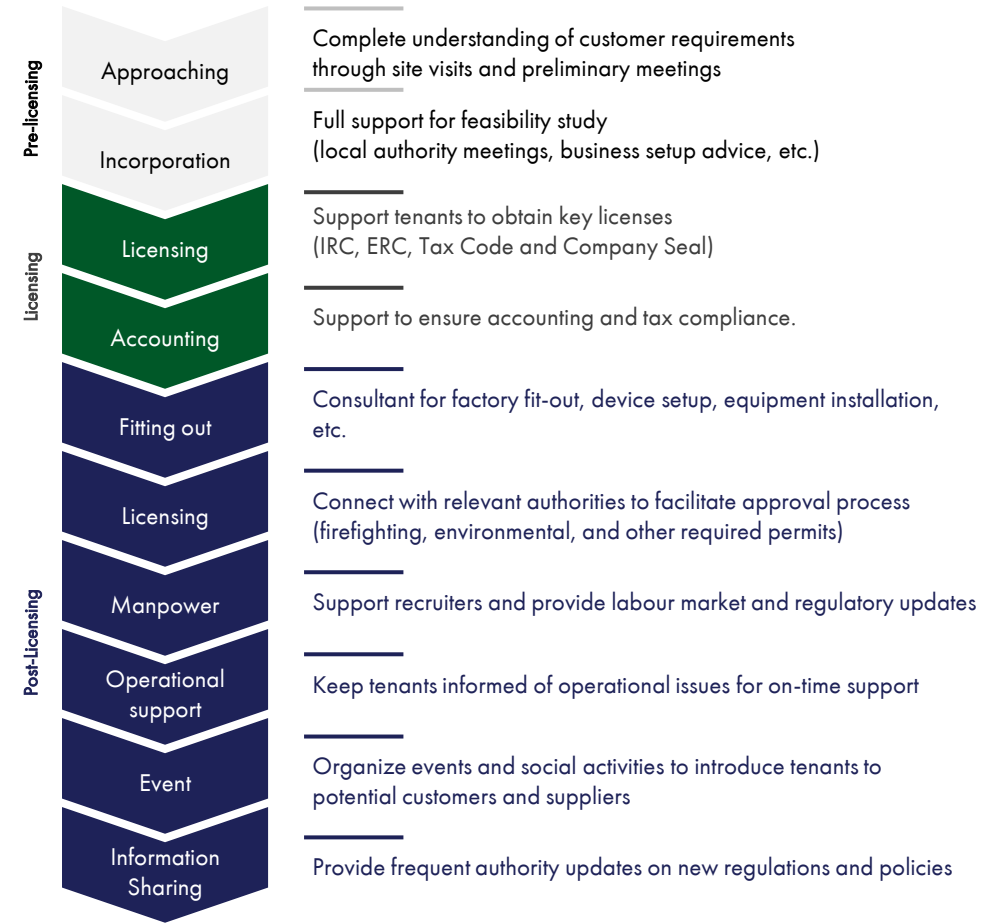 Pre-licensing
Approaching
Complete understanding of customer requirements
through site visits and preliminary meetings
Incorporation
Full support for feasibility study
(local authority meetings, business setup advice, etc.)
Licensing
Licensing
Support tenants to obtain key licenses
(IRC, ERC, Tax Code and Company Seal)
Accounting
Support to ensure accounting and tax compliance.
Post-Licensing
Fitting out
Consultant for factory fit-out, device setup, equipment installation,
etc.
Licensing
Connect with relevant authorities to facilitate approval process
(firefighting, environmental, and other required permits)
Manpower
Support recruiters and provide labour market and regulatory updates
Operational
support
Keep tenants informed of operational issues for on-time support
Event
Organize events and social activities to introduce tenants to
potential customers and suppliers
Information
Sharing
Provide frequent authority updates on new regulations and policies